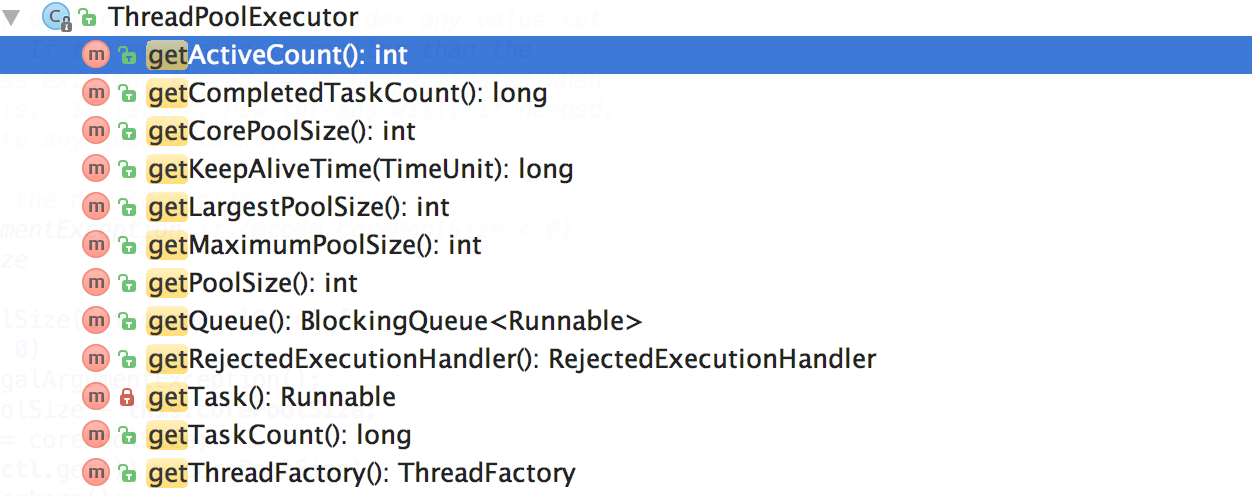 ThreadPoolExecutor
getActiveCount(): int
getCompletedTaskCount(): long
getCorePoolSize(): int
getKeepAliveTime(TimeUnit): long
getLargestPoolSize(): int
getMaximumPoolSize(): int
getPoolSize(): int
getQueue(): BlockingQueue<Runnable>
getRejectedExecutionHandler(): RejectedExecutionHandler
getTask(): Runnable
getTaskCount(): long
getThreadFactory(): ThreadFactory